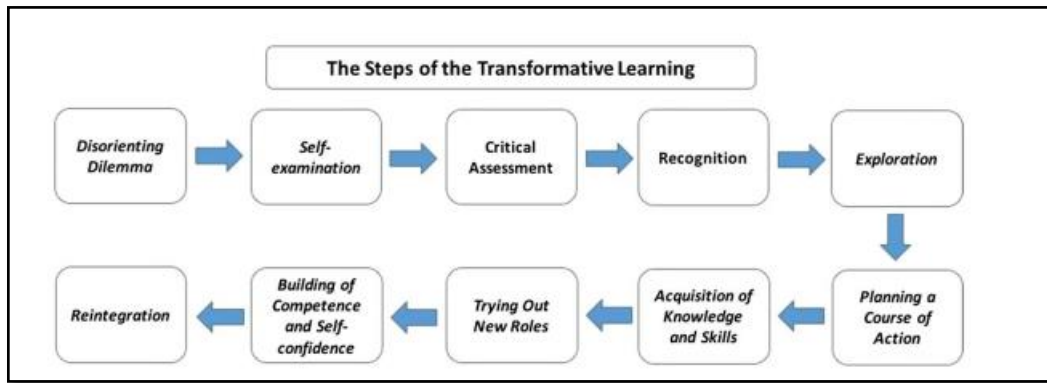 The Steps of the Transformative Learning
Disorienting
Dilemma
Self-
examination
Critical
Assessment
Recognition
Exploration
Planning a
Course of
Action
Acquisition of
Knowledge
and Skills
Trying Out
New Roles
Building of
Competence
and Self-
confidence
Reintegration